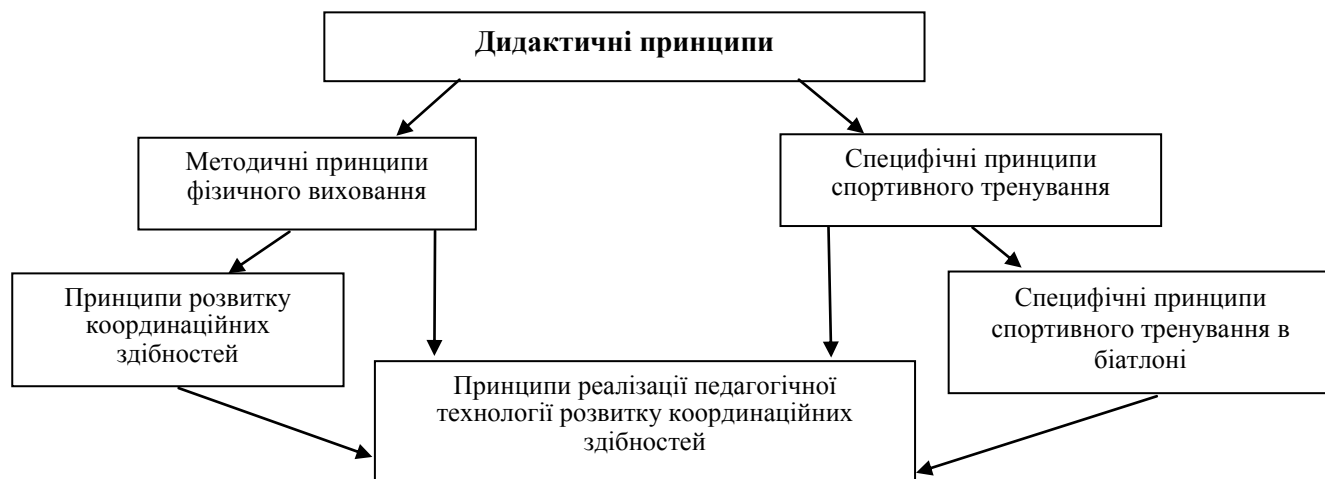 Дидактичні принципи
Методичні принципи
фізичного виховання
Специфічні принципи
спортивного тренування
Принципи розвитку
координаційних
здібностей
Специфічні принципи
спортивного тренування в
біатлоні
Принципи реалізації педагогічної
технології розвитку координаційних
здібностей